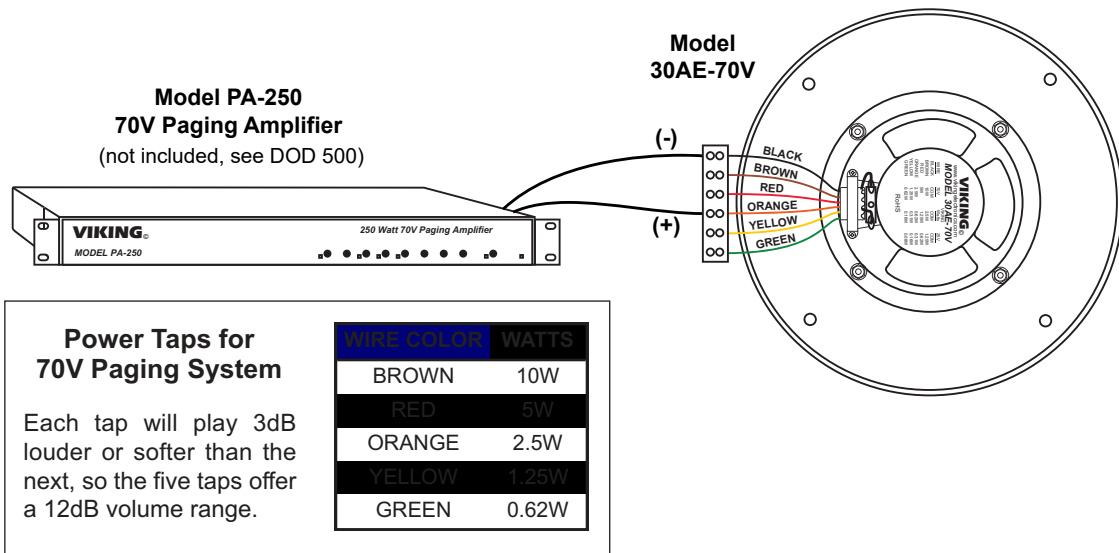 Model PA-250
70V Paging Amplifier
(not included, see DOD 500)
Model
30AE-70V
(-)
(+)
BLACK
BROWN
RED
ORANGE
YELLOW
GREEN
VIKING©
MODEL PA-250
250 Watt 70V Paging Amplifier
VIKING©
www.vikingelectronics.com
MODEL 30AE-70V
RoHS
Power Taps for
70V Paging System
Each tap will play 3dB
louder or softer than the
next, so the five taps offer
a 12dB volume range.
WIRE COLOR WATTS
BROWN 10W
RED 5W
ORANGE 2.5W
YELLOW 1.25W
GREEN 0.62W